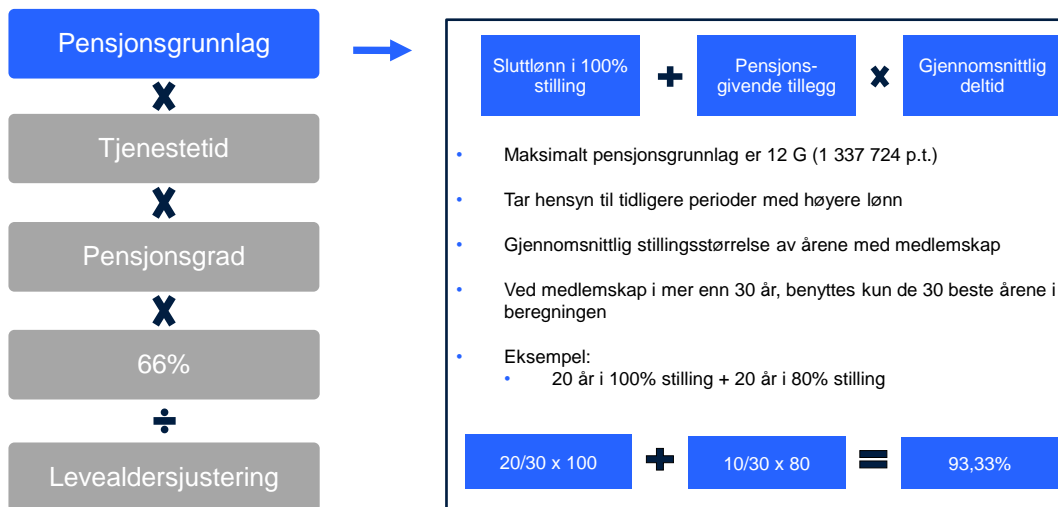 Pensjonsgrunnlag
×
Tjenestetid
×
Pensjonsgrad
×
66%
÷
Levealdersjustering
Sluttlønn i 100%
stilling
+
Pensjons-
givende tillegg
×
Gjennomsnittlig
deltid
• Maksimalt pensjonsgrunnlag er 12 G (1 337 724 p.t.)
• Tar hensyn til tidligere perioder med høyere lønn
• Gjennomsnittlig stillingsstørrelse av årene med medlemskap
• Ved medlemskap i mer enn 30 år, benyttes kun de 30 beste årene i
beregningen
• Eksempel:
• 20 år i 100% stilling + 20 år i 80% stilling
20/30 x 100
+
10/30 x 80
=
93,33%